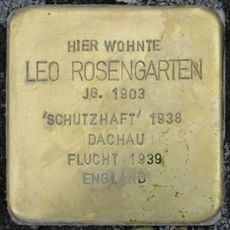 HIER WOHNTE
LEO ROSENGARTEN
JG. 1903
'SCHUTZHAFT' 1938
DACHAU
FLUCHT 1939
ENGLAND